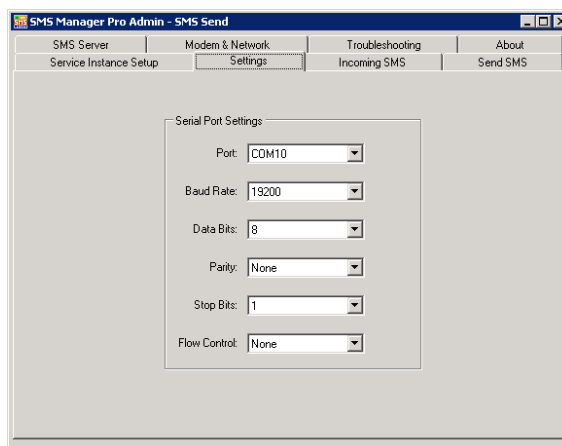 SMS Manager Pro Admin - SMS Send
SMS Server Modem & Network Troubleshooting About
Service Instance Setup Settings Incoming SMS Send SMS
Serial Port Settings
Port: COM10
Baud Rate: 19200
Data Bits: 8
Parity: None
Stop Bits: 1
Flow Control: None